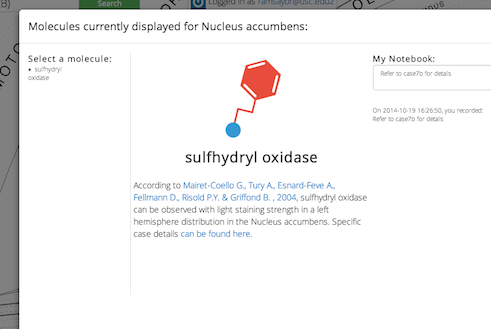 B)
Search
Logged in as ramsaydr@usc.edu2
Molecules currently displayed for Nucleus accumbens:
Select a molecule:
• sulfhydryl
oxidase
sulfhydryl oxidase
According to Mairet-Coello G., Tury A., Esnard-Feve A.,
Fellmann D., Risold P.Y. & Griffond B. , 2004, sulfhydryl oxidase
can be observed with light staining strength in a left
hemisphere distribution in the Nucleus accumbens. Specific
case details can be found here.
My Notebook:
Refer to case7b for details
On 2014-10-19 16:26:50, you recorded:
Refer to case7b for details